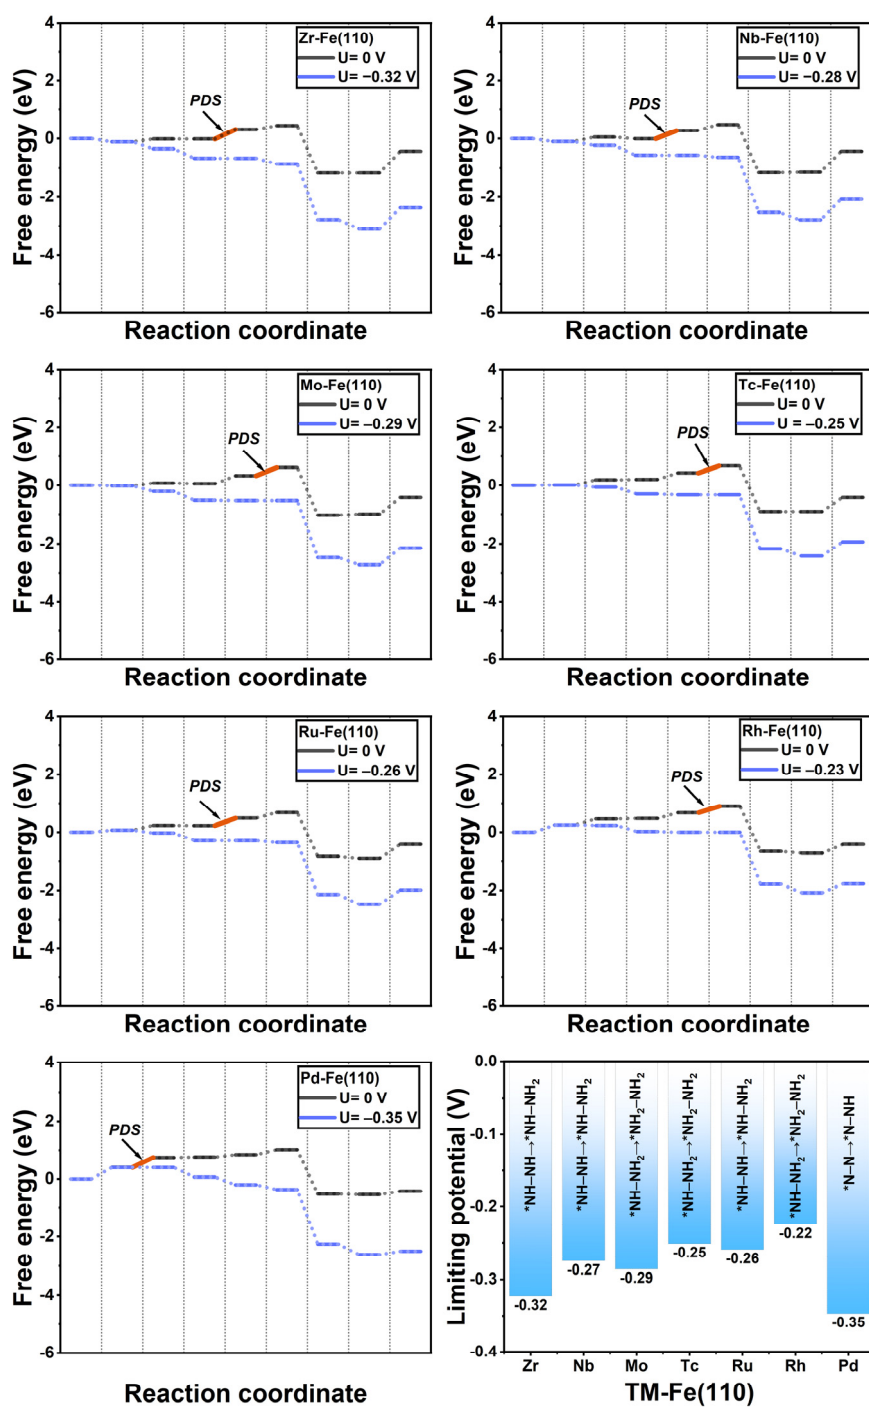 Zr-Fe(110)
U= 0 V
U= −0.32 V
PDS
Free energy (eV)
4
2
0
-2
-4
-6
Reaction coordinate
Nb-Fe(110)
U= 0 V
U= −0.28 V
PDS
Free energy (eV)
4
2
0
-2
-4
-6
Reaction coordinate
Mo-Fe(110)
U= 0 V
U= −0.29 V
PDS
Free energy (eV)
4
2
0
-2
-4
-6
Reaction coordinate
Tc-Fe(110)
U= 0 V
U = −0.25 V
PDS
Free energy (eV)
4
2
0
-2
-4
-6
Reaction coordinate
Ru-Fe(110)
U= 0 V
U= −0.26 V
PDS
Free energy (eV)
4
2
0
-2
-4
-6
Reaction coordinate
Rh-Fe(110)
U= 0 V
U= −0.23 V
PDS
Free energy (eV)
4
2
0
-2
-4
-6
Reaction coordinate
Pd-Fe(110)
U= 0 V
U= −0.35 V
PDS
Free energy (eV)
4
2
0
-2
-4
-6
Reaction coordinate
Limiting potential (V)
0.0
-0.1
-0.2
-0.3
-0.4
*NH−NH→*NH−NH₂
*NH−NH→*NH−NH₂
*NH−NH₂→*NH₂−NH₂
*NH−NH₂→*NH₂−NH₂
*NH−NH→*NH−NH₂
*NH−NH₂→*NH₂−NH₂
*N−N→*N−NH
-0.32
-0.27
-0.29
-0.25
-0.26
-0.22
-0.35
Zr Nb Mo Tc Ru Rh Pd
TM-Fe(110)